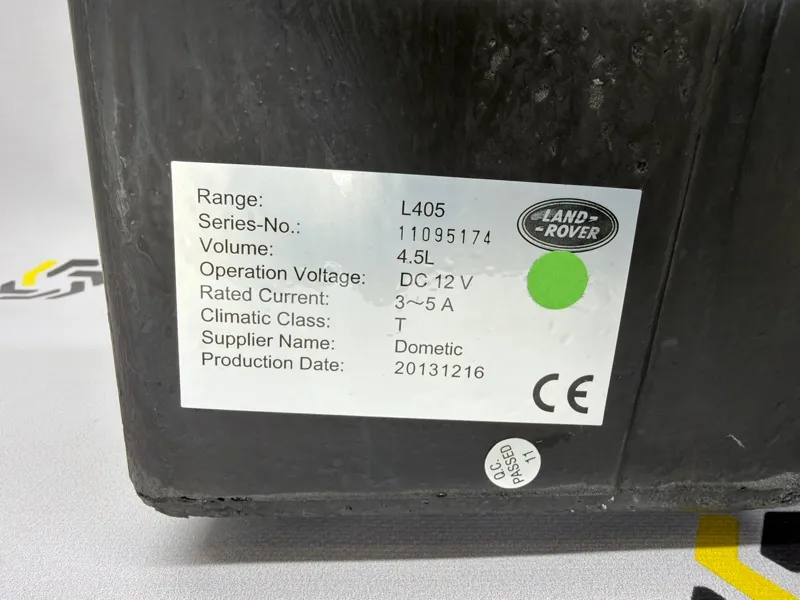 Range: L405
Series-No.: 11095174
Volume: 4.5L
Operation Voltage: DC 12 V
Rated Current: 3~5 A
Climatic Class: T
Supplier Name: Dometic
Production Date: 20131216
LAND-
-ROVER
CE
Q.C.
PASSED
11